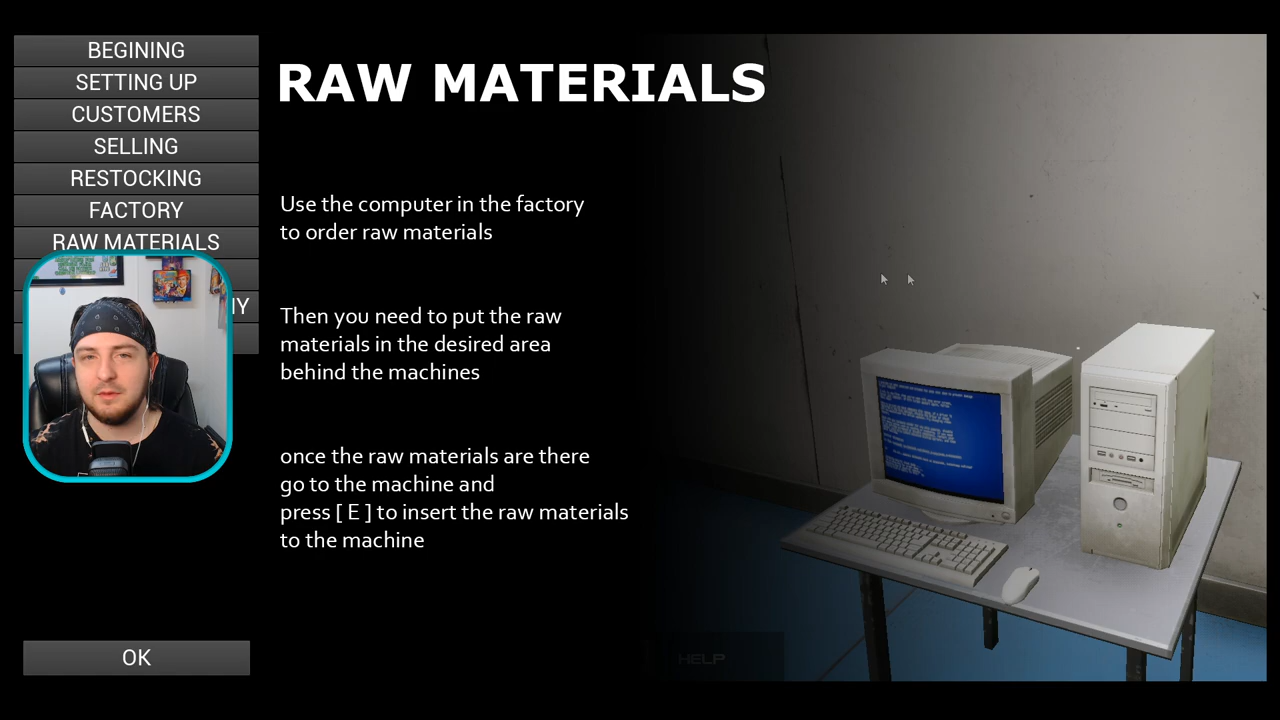 BEGINING
SETTING UP
CUSTOMERS
SELLING
RESTOCKING
FACTORY
RAW MATERIALS
OK
RAW MATERIALS
Use the computer in the factory
to order raw materials
Then you need to put the raw
materials in the desired area
behind the machines
once the raw materials are there
go to the machine and
press [ E ] to insert the raw materials
to the machine
HELP